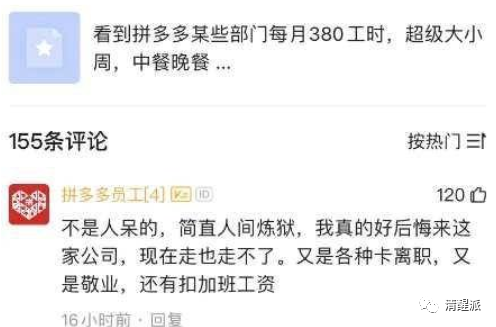 看到拼多多某些部门每月380工时，超级大小
周，中餐晚餐 ...
155条评论
按热门
拼多多员工[4] ID
120
不是人呆的，简直人间炼狱，我真的好后悔来这
家公司，现在走也走不了。又是各种卡离职，又
是敬业，还有扣加班工资
16小时前 · 回复
清醒派